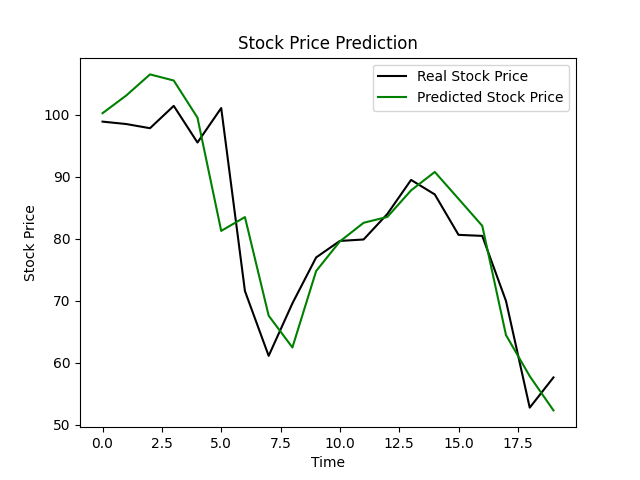 Stock Price Prediction
Real Stock Price
Predicted Stock Price
Stock Price
100
90
80
70
60
50
0.0 2.5 5.0 7.5 10.0 12.5 15.0 17.5
Time